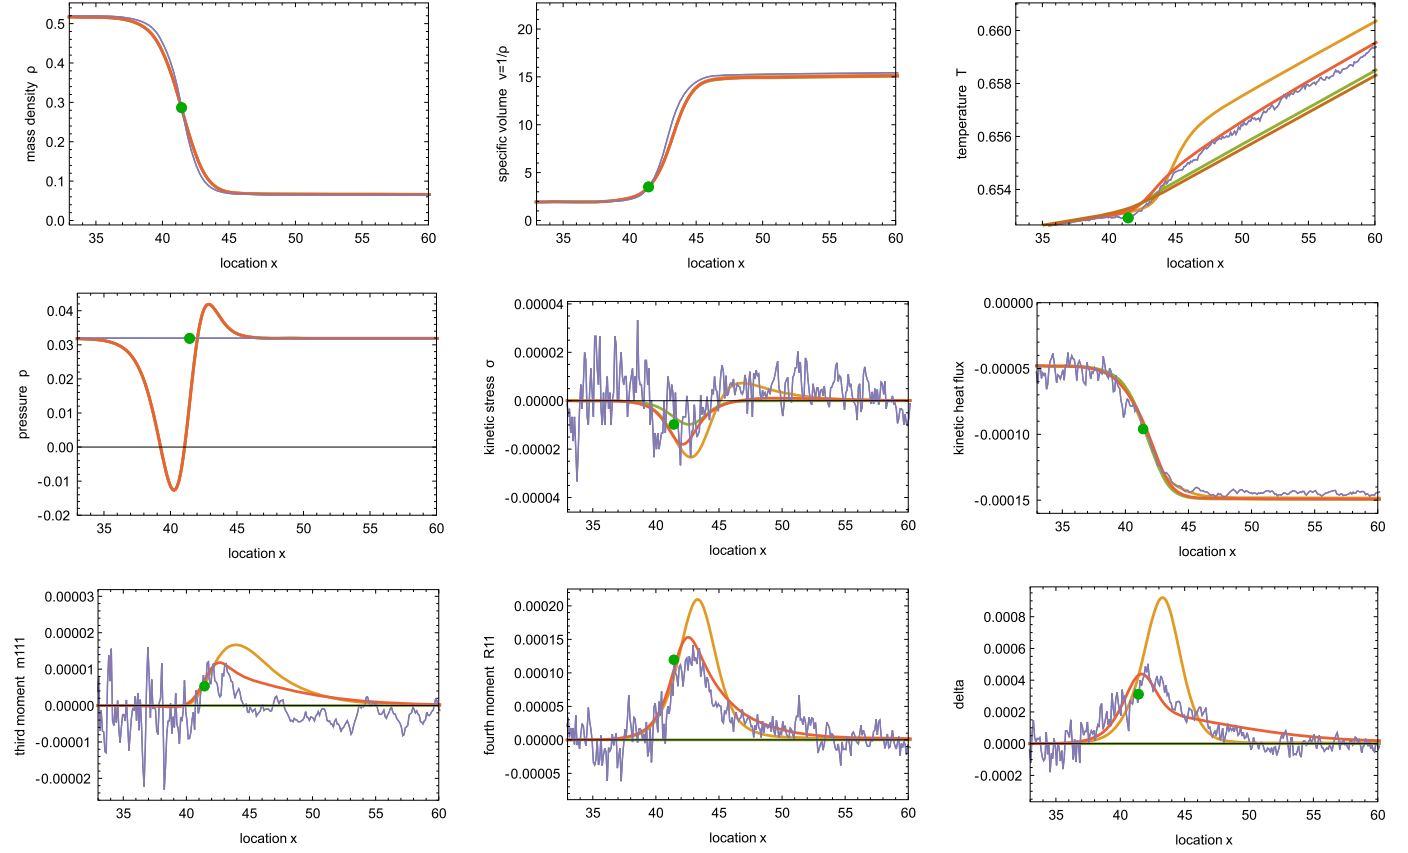 0.5
0.4
0.3
0.2
0.1
0.0
mass density ρ
35 40 45 50 55 60
location x
20
15
10
5
0
specific volume v=1/ρ
35 40 45 50 55 60
location x
0.660
0.658
0.656
0.654
temperature T
35 40 45 50 55 60
location x
0.04
0.03
0.02
0.01
0.00
-0.01
-0.02
pressure p
35 40 45 50 55 60
location x
0.00004
0.00002
0.00000
-0.00002
-0.00004
kinetic stress σ
35 40 45 50 55 60
location x
0.00000
-0.00005
-0.00010
-0.00015
kinetic heat flux
35 40 45 50 55 60
location x
0.00003
0.00002
0.00001
0.00000
-0.00001
-0.00002
third moment m111
35 40 45 50 55 60
location x
0.00020
0.00015
0.00010
0.00005
0.00000
-0.00005
fourth moment R11
35 40 45 50 55 60
location x
0.0008
0.0006
0.0004
0.0002
0.0000
-0.0002
delta
35 40 45 50 55 60
location x